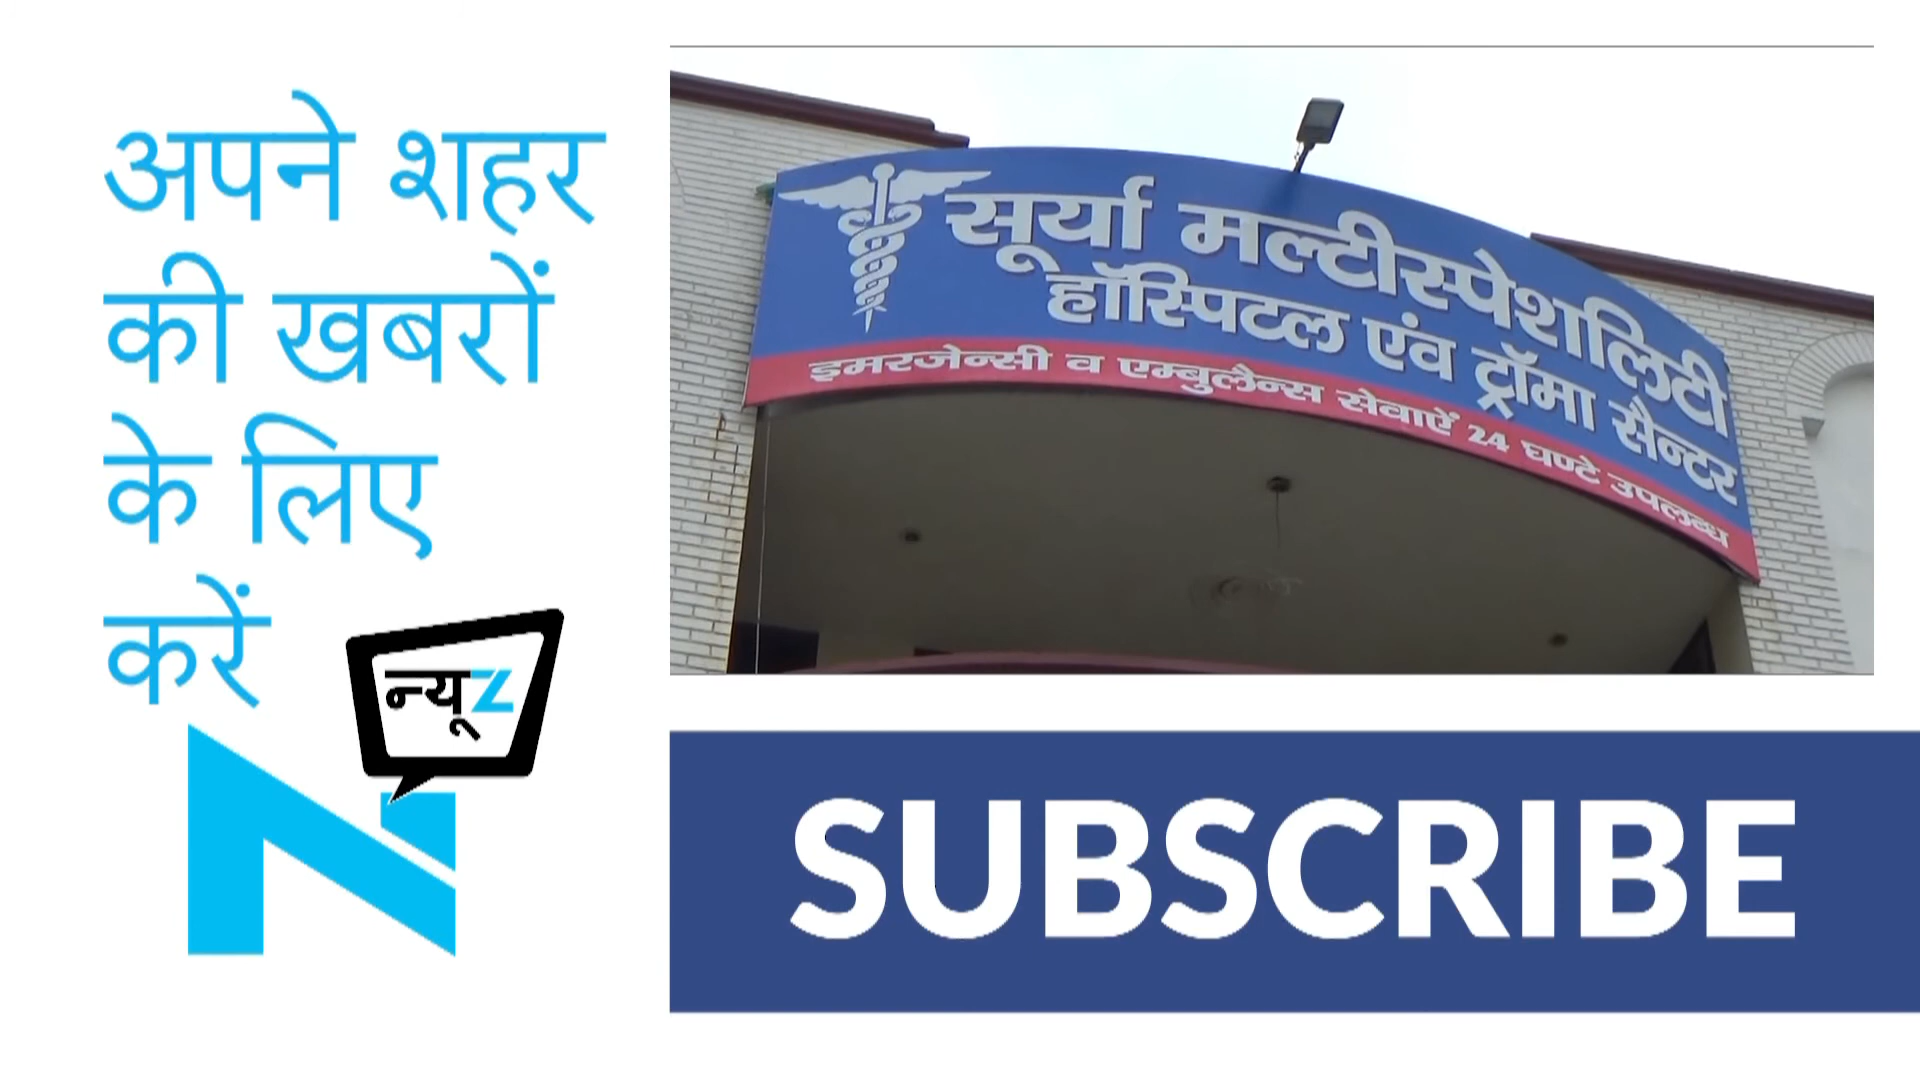 अपने शहर
की खबरों
के लिए
करें
न्यूZ
सूर्या मल्टीस्पेशलिटी
हॉस्पिटल एंव ट्रॉमा सैन्टर
इमरजेन्सी व एम्बुलैन्स सेवाऐं 24 घण्टे उपलब्ध
SUBSCRIBE